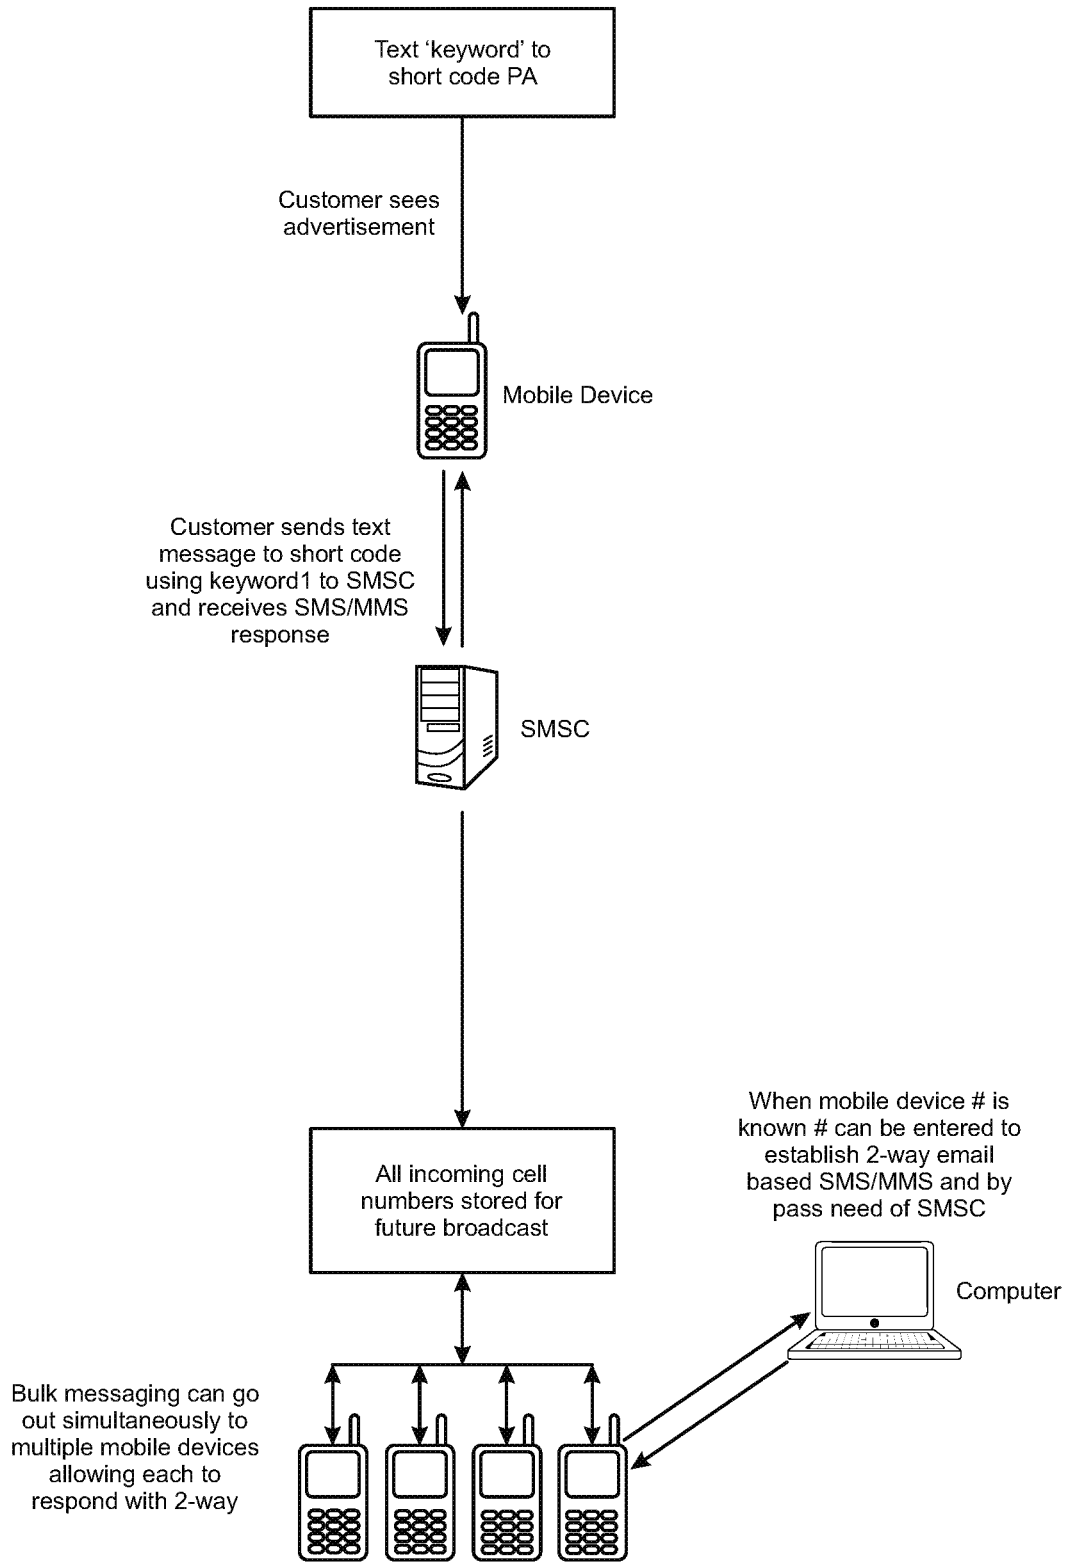 Text ‘keyword’ to
short code PA
Customer sees
advertisement
Mobile Device
Customer sends text
message to short code
using keyword1 to SMSC
and receives SMS/MMS
response
SMSC
When mobile device # is
known # can be entered to
establish 2-way email
based SMS/MMS and by
pass need of SMSC
All incoming cell
numbers stored for
future broadcast
Computer
Bulk messaging can go
out simultaneously to
multiple mobile devices
allowing each to
respond with 2-way